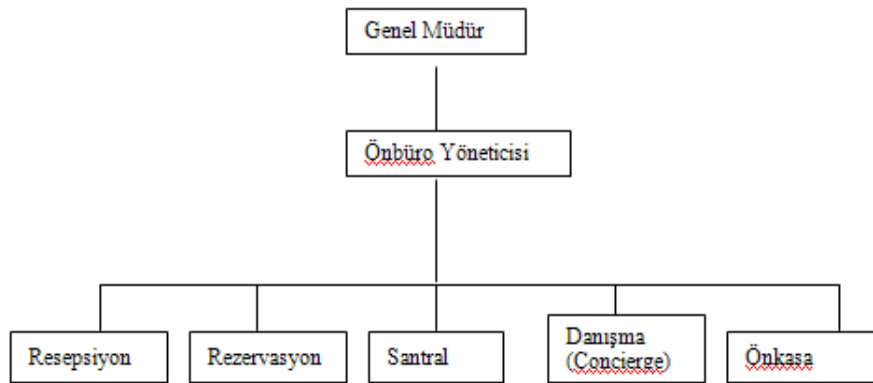 Genel Müdür
Önbüro Yöneticisi
Resepsiyon
Rezervasyon
Santral
Danışma
(Concierge)
Önkasa